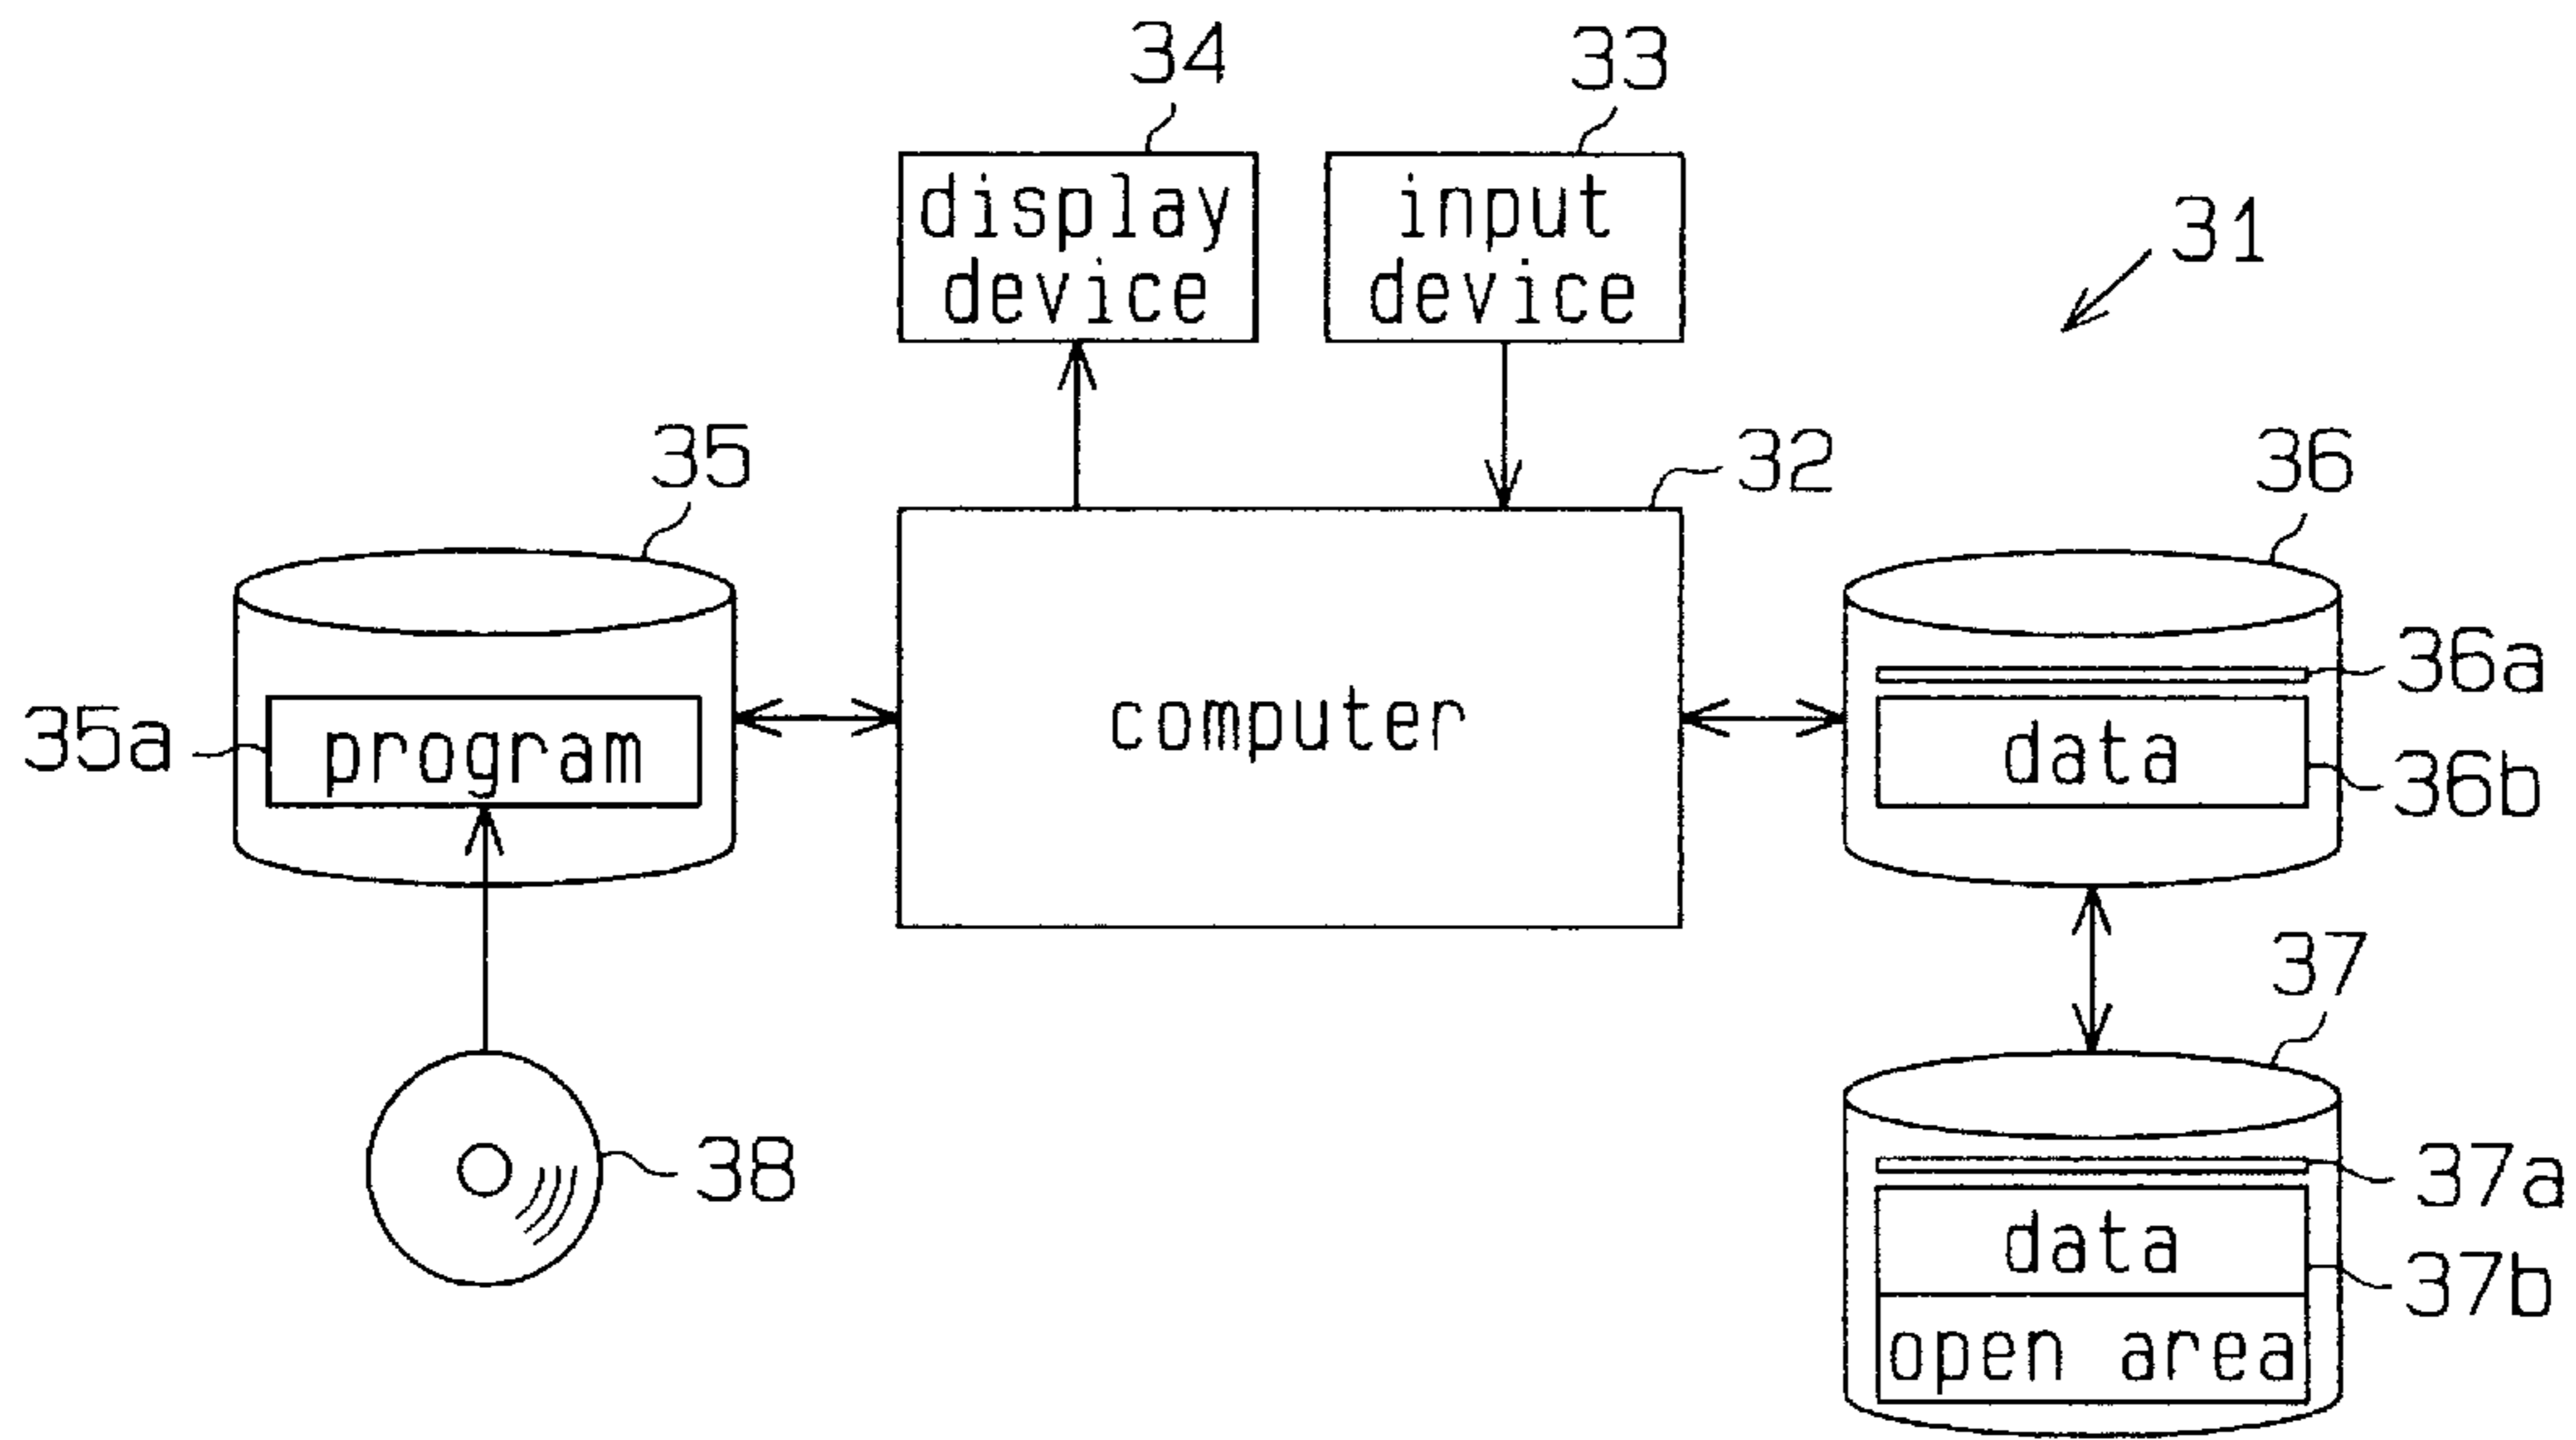 34
33
display
device
input
device
31
35
32
36
36a
35a
program
computer
data
36b
37
38
37a
data
37b
open area